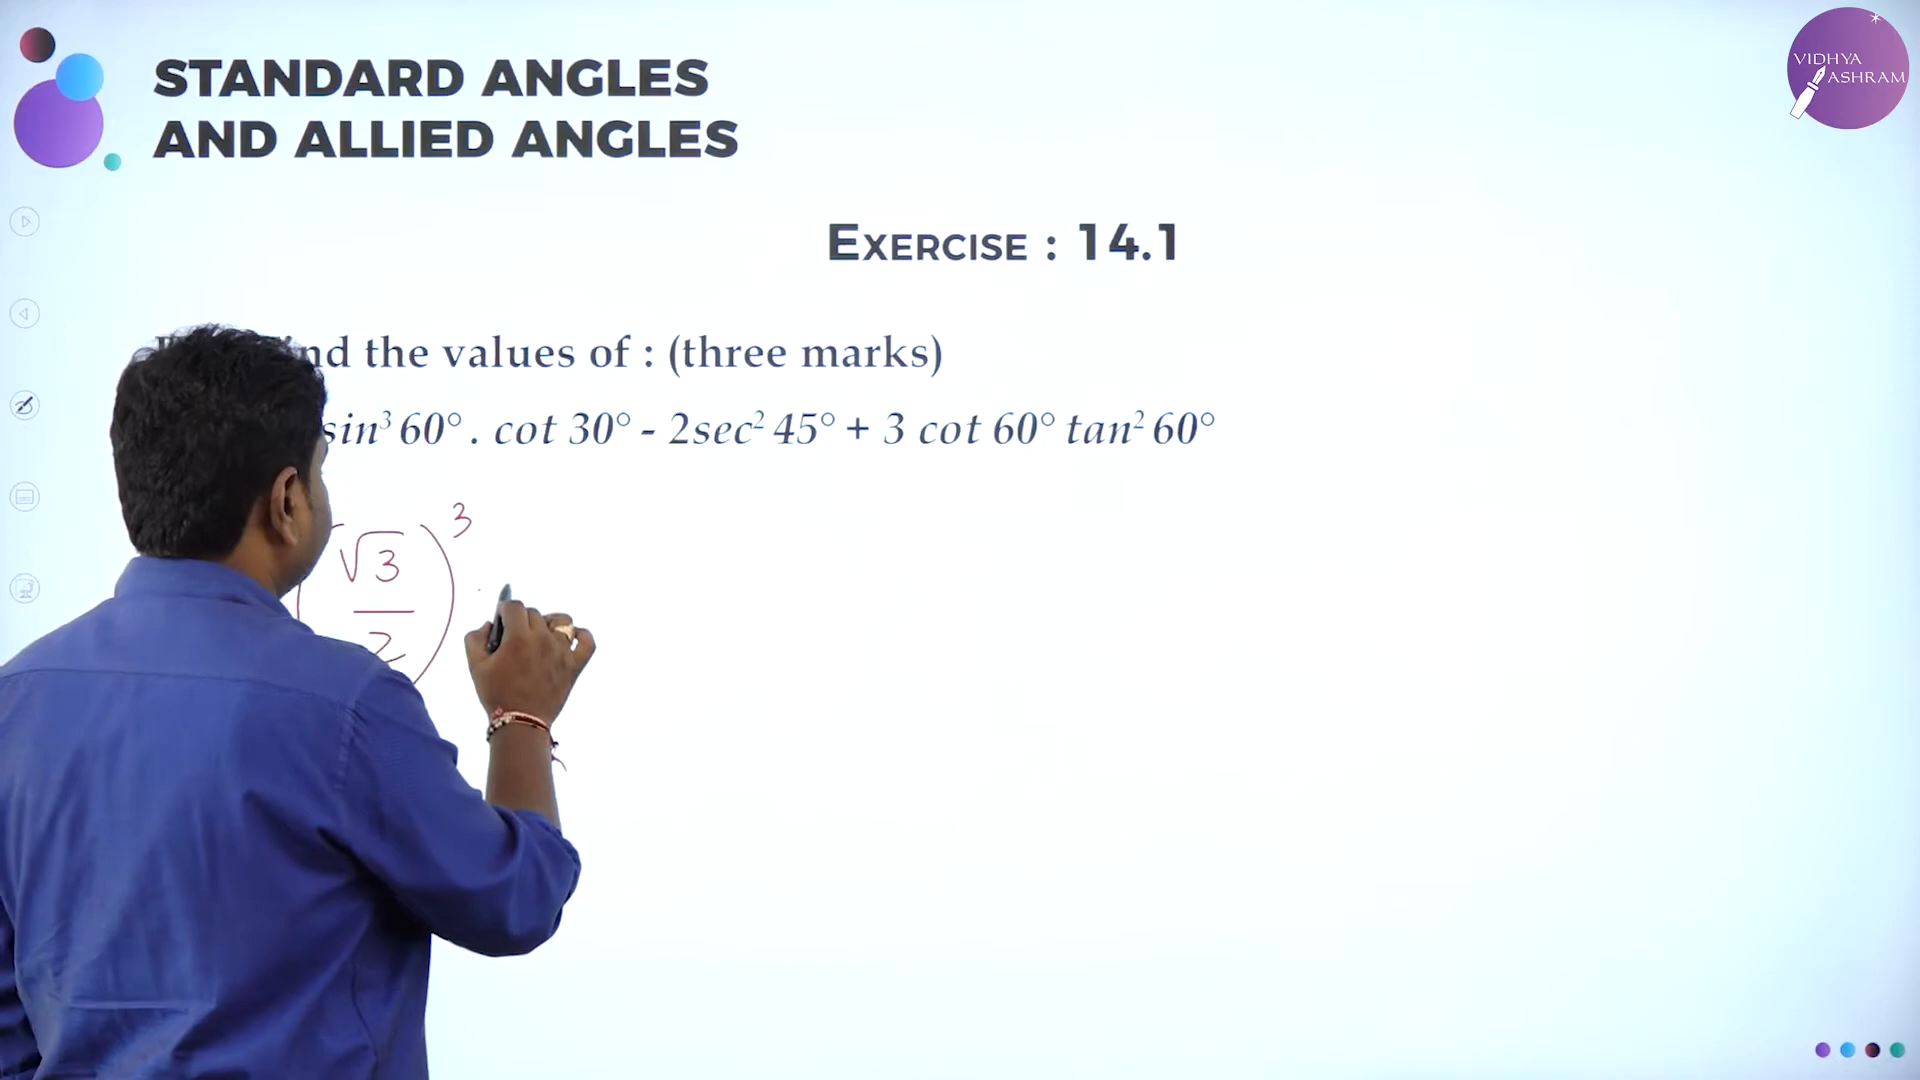 STANDARD ANGLES
AND ALLIED ANGLES
VIDHYA
ASHRAM
EXERCISE : 14.1
the values of : (three marks)
sin³ 60° . cot 30° - 2sec² 45° + 3 cot 60° tan² 60°
√3
2
3